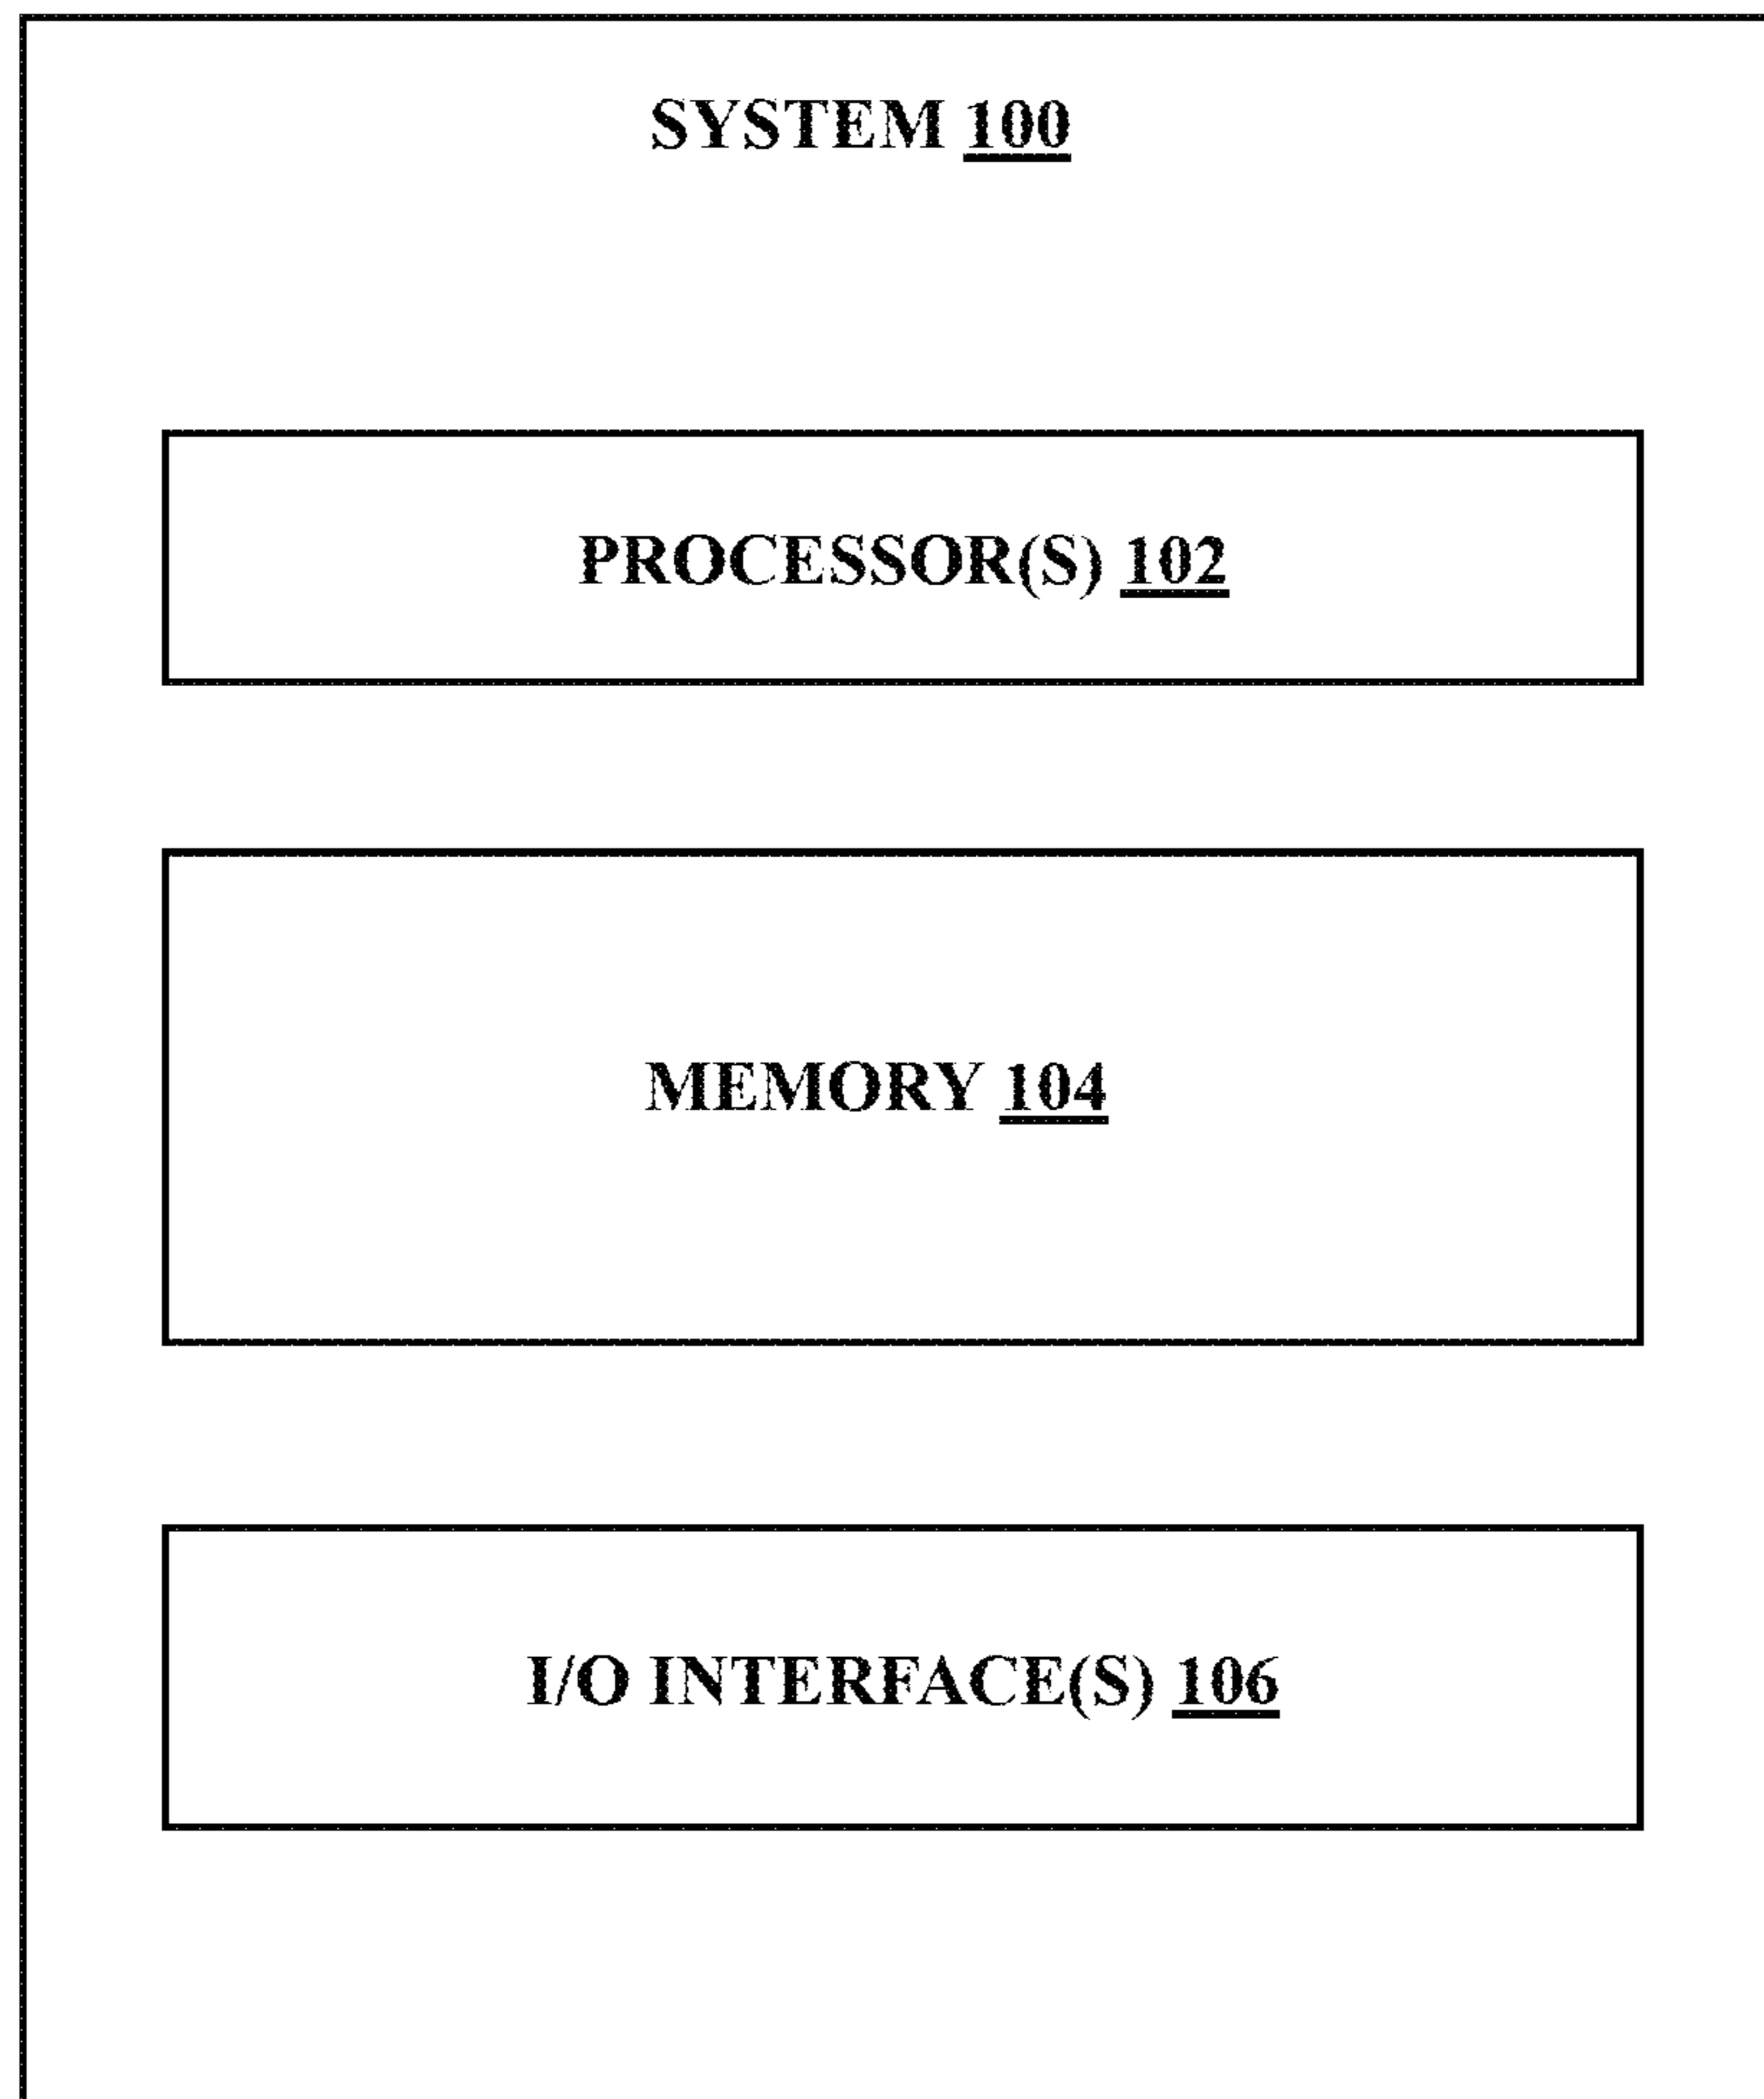 SYSTEM 100
PROCESSOR(S) 102
MEMORY 104
I/O INTERFACE(S) 106